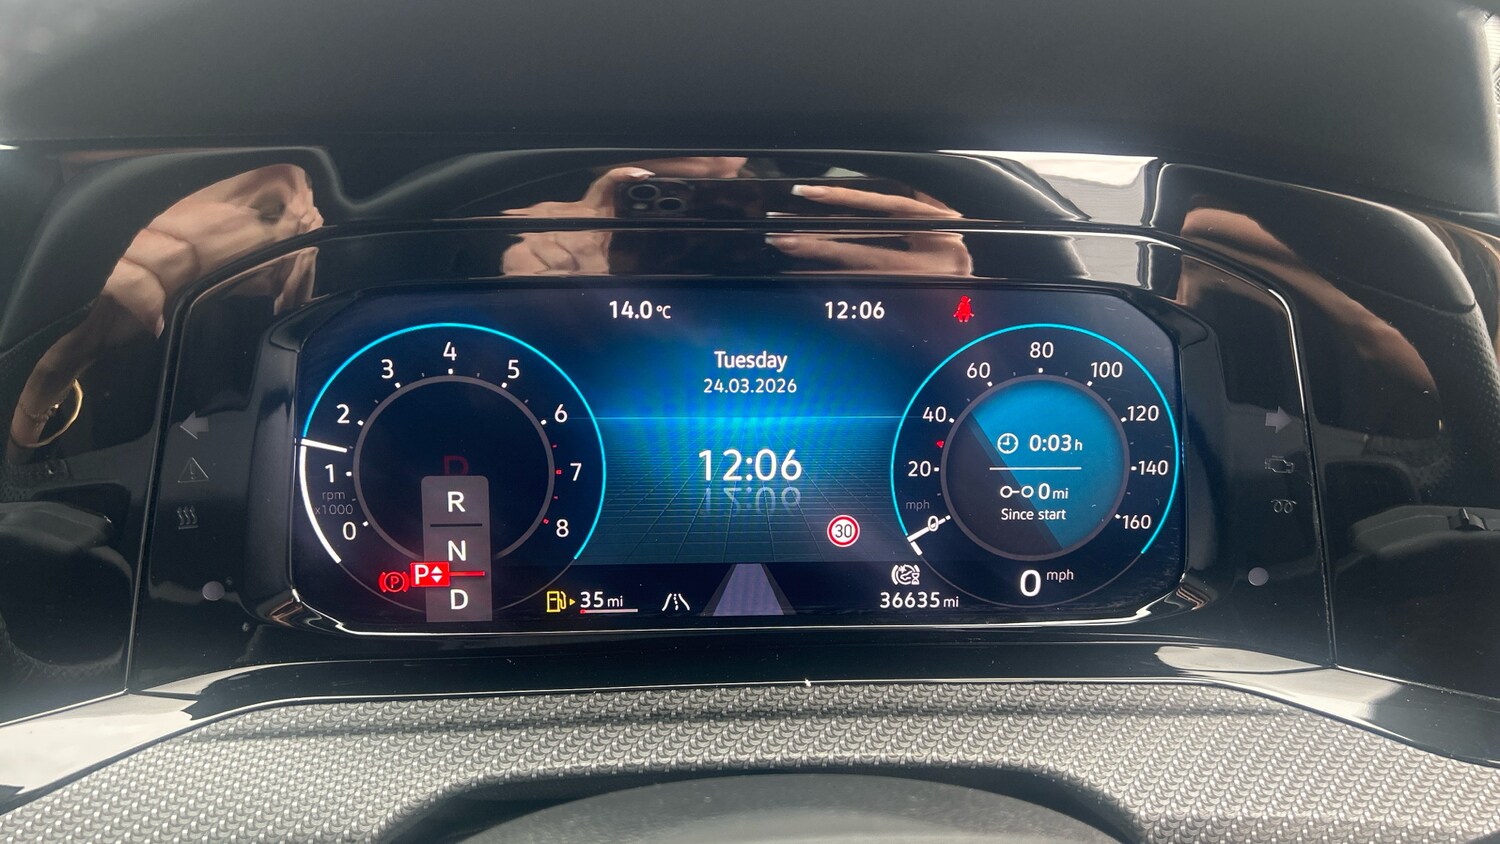 14.0 °C
12:06
Tuesday
24.03.2026
12:06
12:06
30
0
1
2
3
4
5
6
7
8
rpm
x1000
P
R
N
D
P
P
35 mi
0
20
40
60
80
100
120
140
160
mph
0:03 h
0 mi
Since start
0 mph
36635 mi